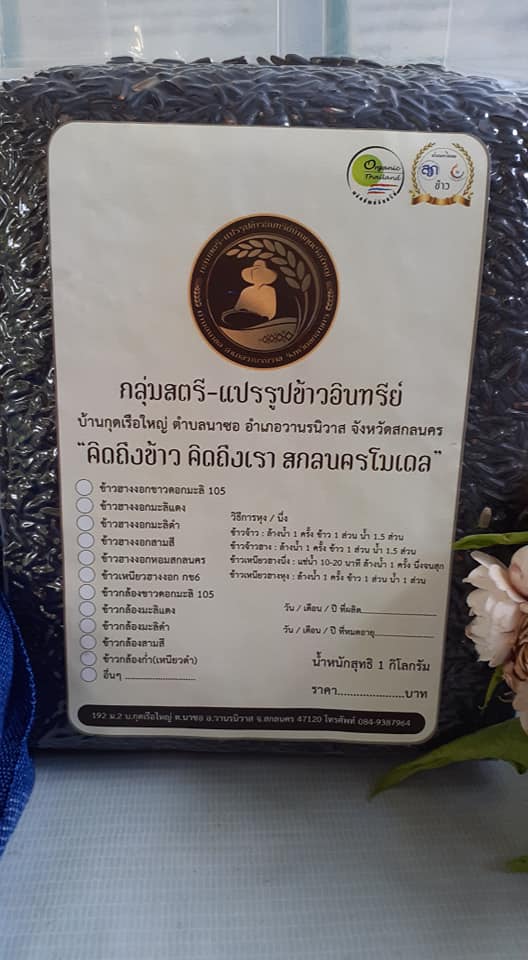 Organic
Thailand
ข้าว
กลุ่มสตรี-แปรรูปข้าวอินทรีย์
บ้านกุดเรือใหญ่ ตำบลนาซอ อำเภอวานรนิวาส จังหวัดสกลนคร
"คิดถึงข้าว คิดถึงเรา สกลนครโมเดล"
ข้าวฮางงอกขาวดอกมะลิ 105
ข้าวฮางงอกมะลิแดง
ข้าวฮางงอกมะลิดำ
ข้าวฮางงอกสามสี
ข้าวฮางงอกหอมสกลนคร
ข้าวเหนียวฮางงอก กข6
ข้าวกล้องขาวดอกมะลิ 105
ข้าวกล้องมะลิแดง
ข้าวกล้องมะลิดำ
ข้าวกล้องสามสี
ข้าวกล้องก่ำ(เหนียวดำ)
อื่นๆ ............................
วิธีการหุง / นึ่ง
ข้าวจ้าว : ล้างน้ำ 1 ครั้ง ข้าว 1 ส่วน น้ำ 1.5 ส่วน
ข้าวจ้าวฮาง : ล้างน้ำ 1 ครั้ง ข้าว 1 ส่วน น้ำ 1.5 ส่วน
ข้าวเหนียวฮางนึ่ง : แช่น้ำ 10-20 นาที ล้างน้ำ 1 ครั้ง นึ่งจนสุก
ข้าวเหนียวฮางหุง : ล้างน้ำ 1 ครั้ง ข้าว 1 ส่วน น้ำ 1 ส่วน
วัน / เดือน / ปี ที่ผลิต............................
วัน / เดือน / ปี ที่หมดอายุ......................
น้ำหนักสุทธิ 1 กิโลกรัม
ราคา.....................บาท
192 ม.2 บ.กุดเรือใหญ่ ต.นาซอ อ.วานรนิวาส จ.สกลนคร 47120 โทรศัพท์ 084-9387964